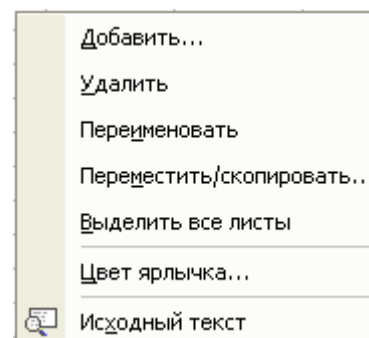 Добавить...
Удалить
Переименовать
Переместить/скопировать..
Выделить все листы
Цвет ярлычка...
Исходный текст